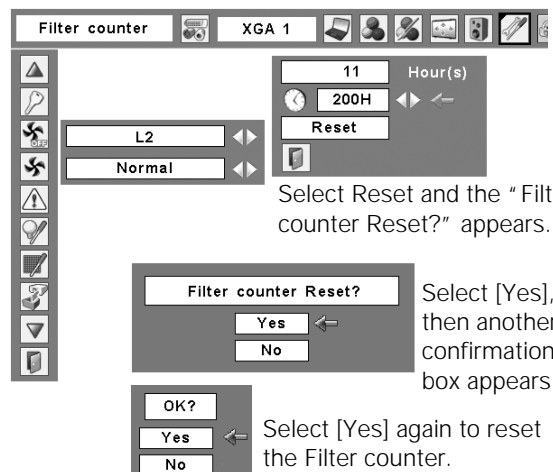 Filter counter XGA 1
11 Hour(s)
200H
OFF
L2
Reset
Normal
Select Reset and the “Filt
counter Reset?” appears.
Filter counter Reset?
Select [Yes],
then another
Yes
confirmation
No
box appears
OK?
Yes
No
Select [Yes] again to reset
the Filter counter.